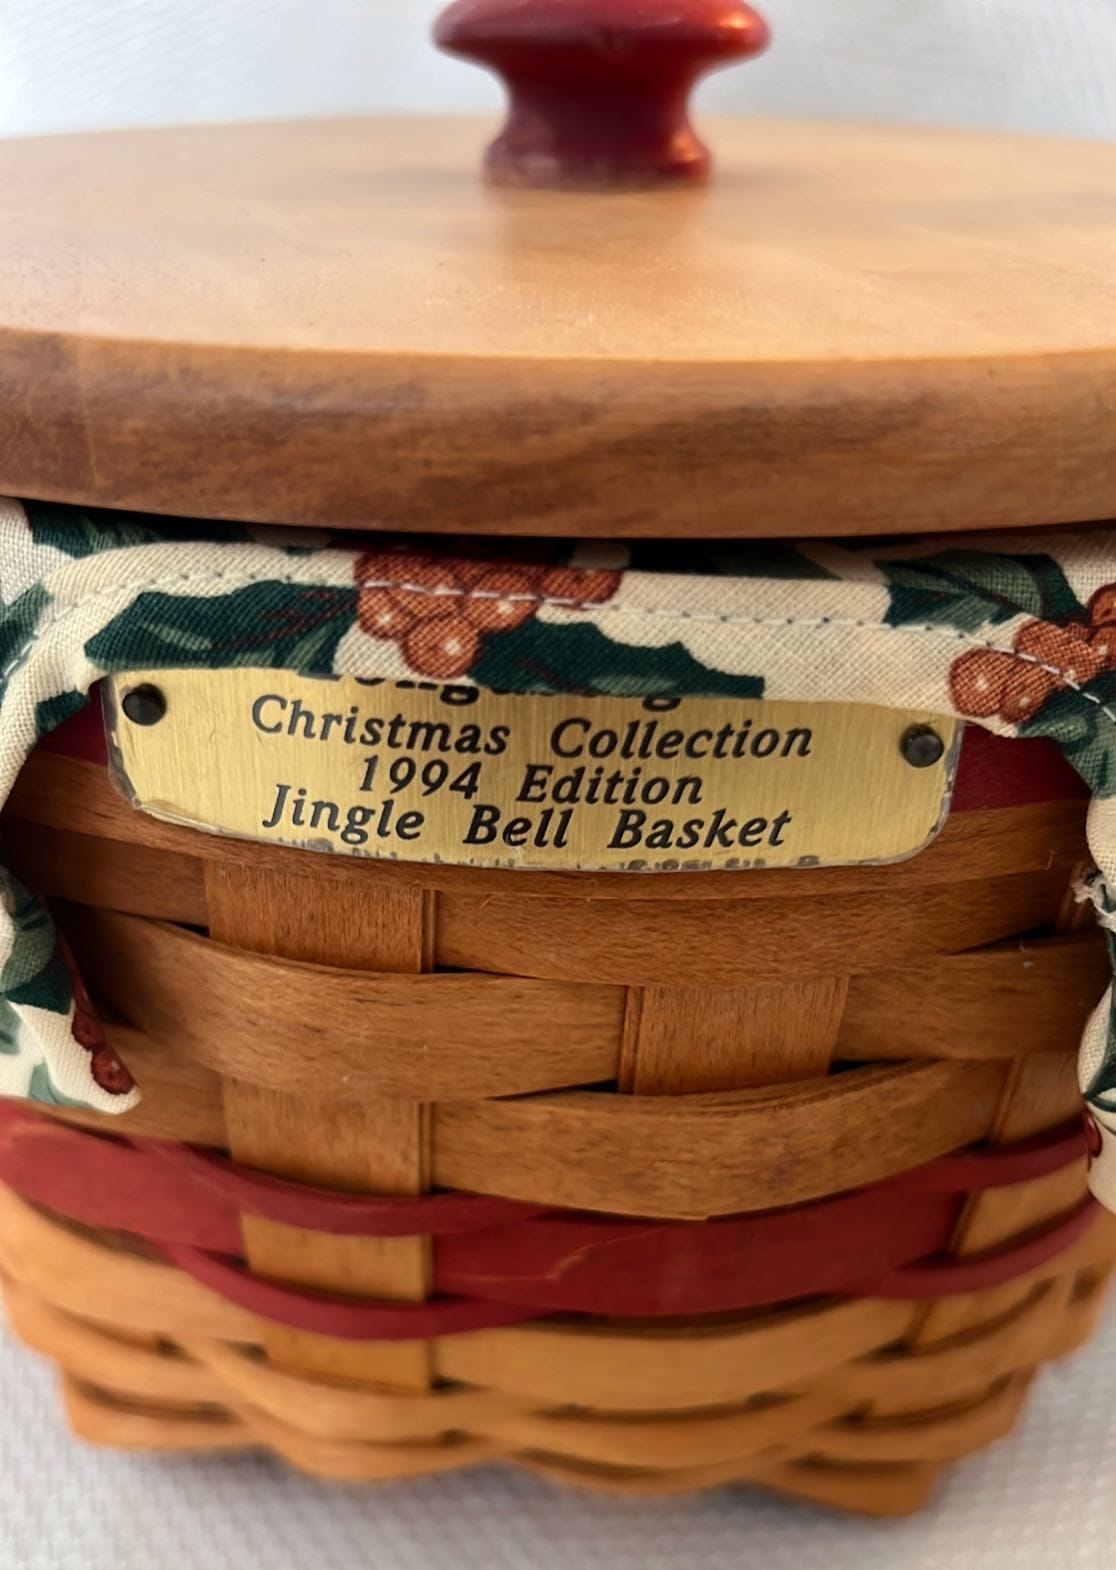 Christmas Collection
1994 Edition
Jingle Bell Basket